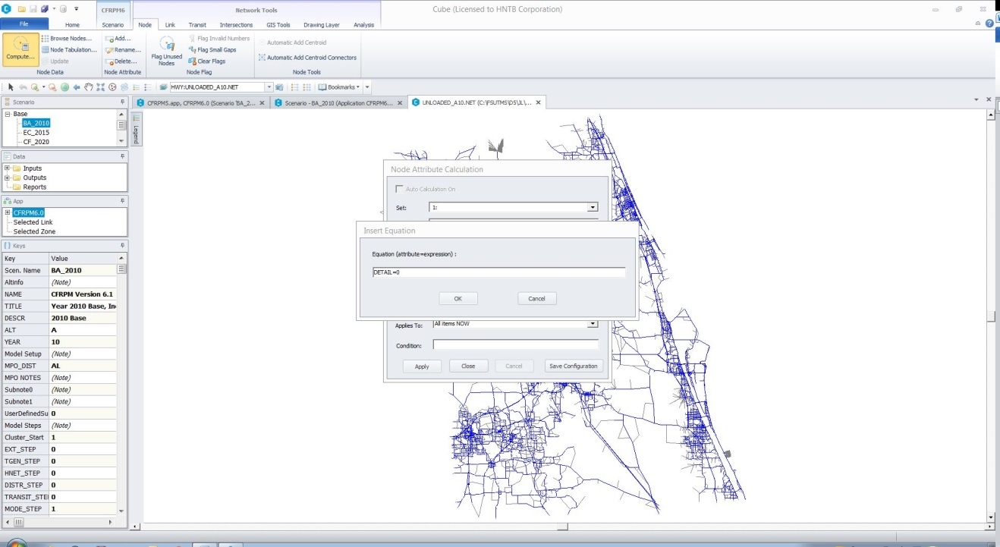 CFRPM6 Network Tools Cube (Licensed to HNTB Corporation)
File Home Scenario Node Link Transit Intersections GIS Tools Drawing Layer Analysis
Compute...
Browse Nodes...
Node Tabulation...
Update
Node Data
Add...
Rename...
Delete...
Node Attribute
Flag Unused
Nodes
Flag Invalid Numbers
Flag Small Gaps
Clear Flags
Node Flag
Automatic Add Centroid
Automatic Add Centroid Connectors
Node Tools
HWY:UNLOADED_A10.NET Bookmarks
Scenario
Base
BA_2010
EC_2015
CF_2020
Data
Inputs
Outputs
Reports
App
CFRPM6.0
Selected Link
Selected Zone
Keys
Key Value
Scen. Name BA_2010
Altinfo (Note)
NAME CFRPM Version 6.1
TITLE Year 2010 Base, In
DESCR 2010 Base
ALT A
YEAR 10
Model Setup (Note)
MPO_DIST AL
MPO NOTES (Note)
Subnote0 (Note)
Subnote1 (Note)
UserDefinedSu 0
Model Steps (Note)
Cluster_Start 1
EXT_STEP 0
TGEN_STEP 0
HNET_STEP 0
DISTR_STEP 0
TRANSIT_STE 0
MODE_STEP 1
CFRPM5.app, CFRPM6.0 (Scenario 'BA_2... Scenario - BA_2010 (Application CFRPM6... UNLOADED_A10.NET (C:\FSUTMS\D5\JL\...
Legend
Node Attribute Calculation
Auto Calculation On
Set: 1:
Insert Equation
Equation (attribute=expression) :
DETAIL=0
OK Cancel
Applies To: All items NOW
Condition:
Apply Close Cancel Save Configuration